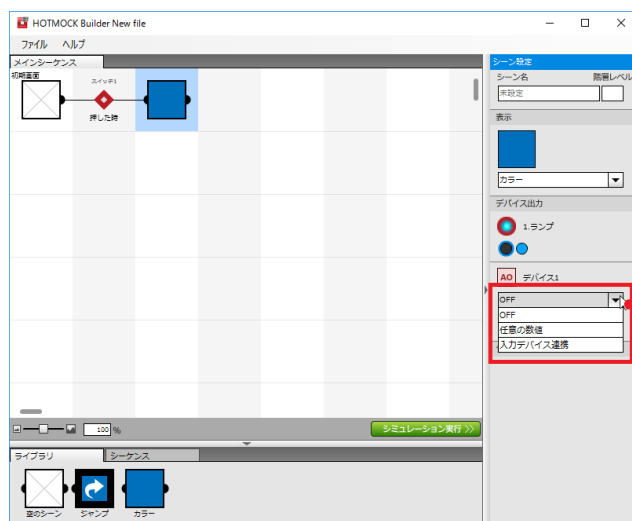 HOTMOCK Builder New file
ファイル ヘルプ
メインシーケンス
初期画面
スイッチ1
押した時
シーン設定
シーン名 階層レベル
未設定
表示
カラー
デバイス出力
1.ランプ
AO デバイス1
OFF
OFF
任意の数値
入力デバイス連携
100 %
シミュレーション実行 >>
ライブラリ シーケンス
空のシーン ジャンプ カラー